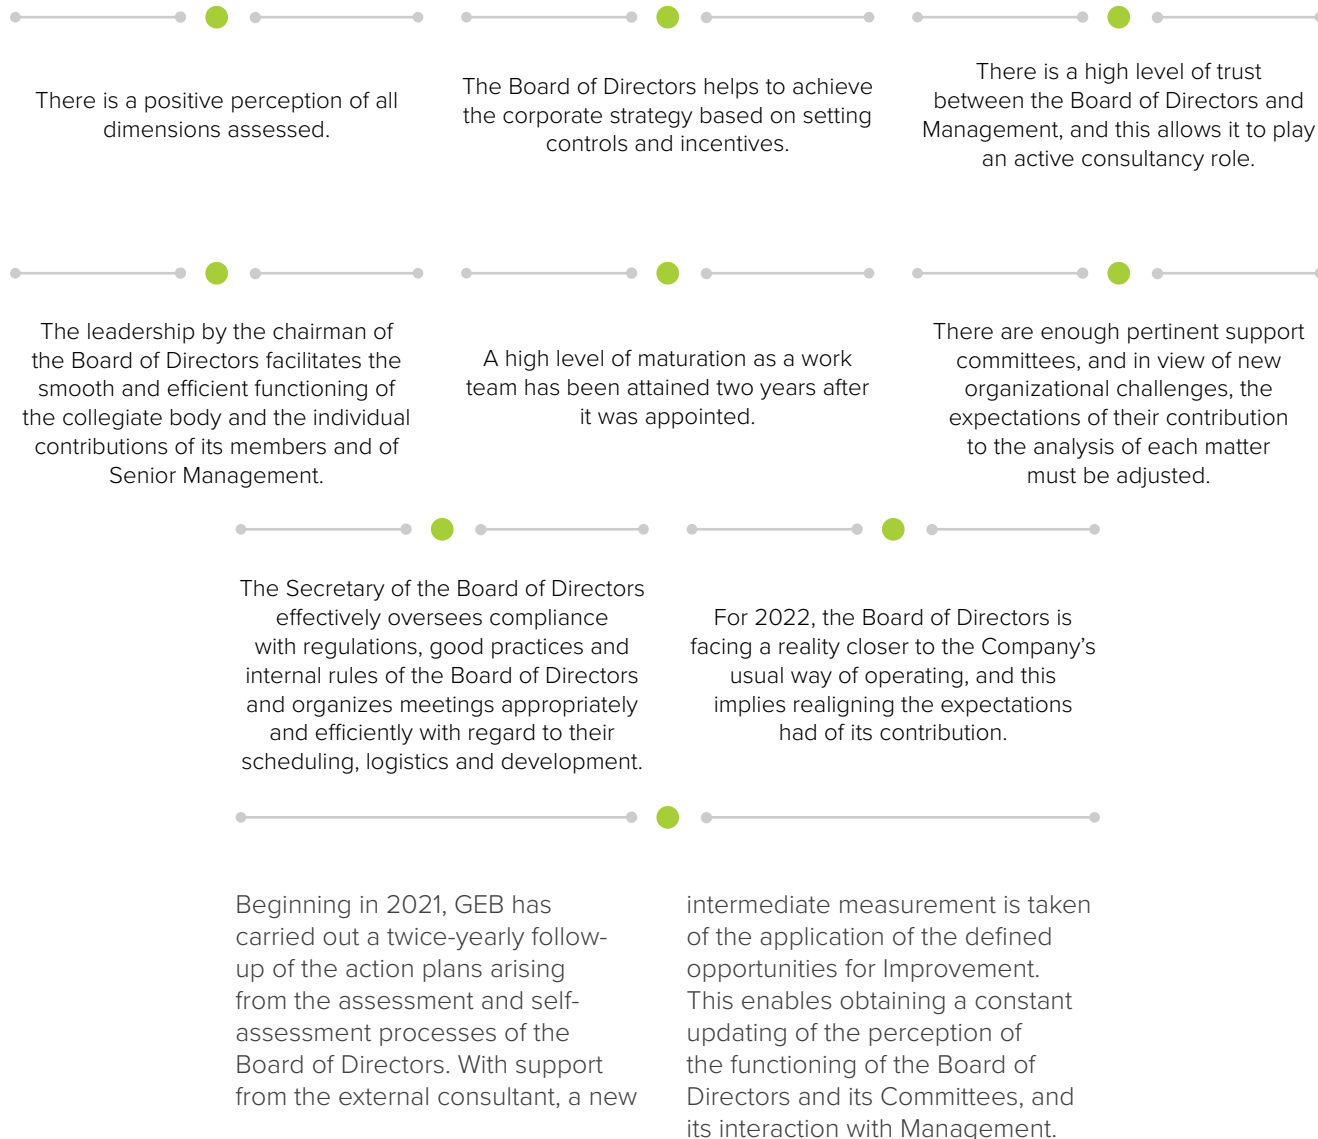 There is a positive perception of all
dimensions assessed.
The Board of Directors helps to achieve
the corporate strategy based on setting
controls and incentives.
There is a high level of trust
between the Board of Directors and
Management, and this allows it to play
an active consultancy role.
The leadership by the chairman of
the Board of Directors facilitates the
smooth and efficient functioning of
the collegiate body and the individual
contributions of its members and of
Senior Management.
A high level of maturation as a work
team has been attained two years after
it was appointed.
There are enough pertinent support
committees, and in view of new
organizational challenges, the
expectations of their contribution
to the analysis of each matter
must be adjusted.
The Secretary of the Board of Directors
effectively oversees compliance
with regulations, good practices and
internal rules of the Board of Directors
and organizes meetings appropriately
and efficiently with regard to their
scheduling, logistics and development.
For 2022, the Board of Directors is
facing a reality closer to the Company’s
usual way of operating, and this
implies realigning the expectations
had of its contribution.
Beginning in 2021, GEB has
carried out a twice-yearly follow-
up of the action plans arising
from the assessment and self-
assessment processes of the
Board of Directors. With support
from the external consultant, a new
intermediate measurement is taken
of the application of the defined
opportunities for Improvement.
This enables obtaining a constant
updating of the perception of
the functioning of the Board of
Directors and its Committees, and
its interaction with Management.